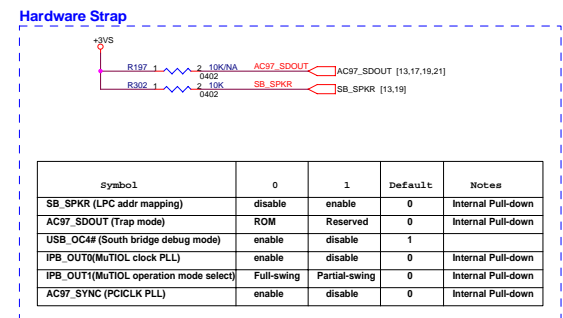 Hardware Strap
+3VS
R197 1 2 10K/NA AC97_SDOUT AC97_SDOUT [13,17,19,21]
0402
R302 1 2 10K SB_SPKR SB_SPKR [13,19]
0402
Symbol 0 1 Default Notes
SB_SPKR (LPC addr mapping) disable enable 0 Internal Pull-down
AC97_SDOUT (Trap mode) ROM Reserved 0 Internal Pull-down
USB_OC4# (South bridge debug mode) enable disable 1
IPB_OUT0(MuTIOL clock PLL) enable disable 0 Internal Pull-down
IPB_OUT1(MuTIOL operation mode select) Full-swing Partial-swing 0 Internal Pull-down
AC97_SYNC (PCICLK PLL) enable disable 0 Internal Pull-down